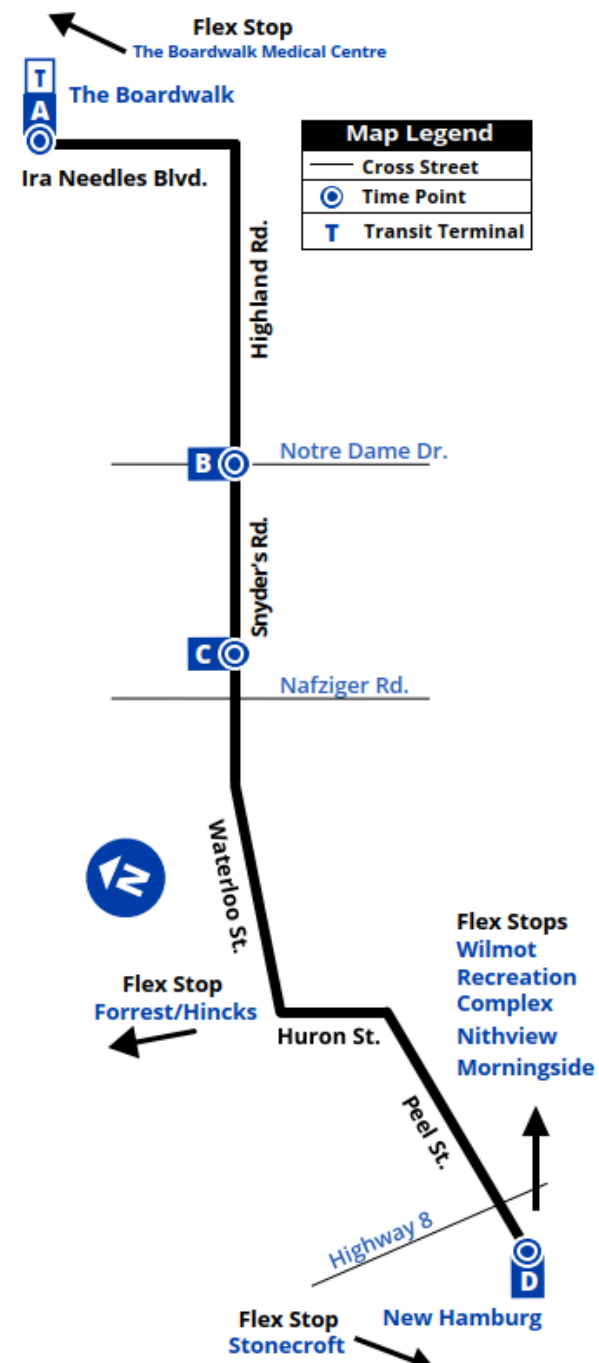 Flex Stop
The Boardwalk Medical Centre
T
A
The Boardwalk
Ira Needles Blvd.
Map Legend
Cross Street
Time Point
T Transit Terminal
Highland Rd.
B
Notre Dame Dr.
Snyder's Rd.
C
Nafziger Rd.
Waterloo St.
N
Flex Stops
Wilmot
Recreation
Complex
Nithview
Morningside
Flex Stop
Forrest/Hincks
Huron St.
Peel St.
Highway 8
D
New Hamburg
Flex Stop
Stonecroft